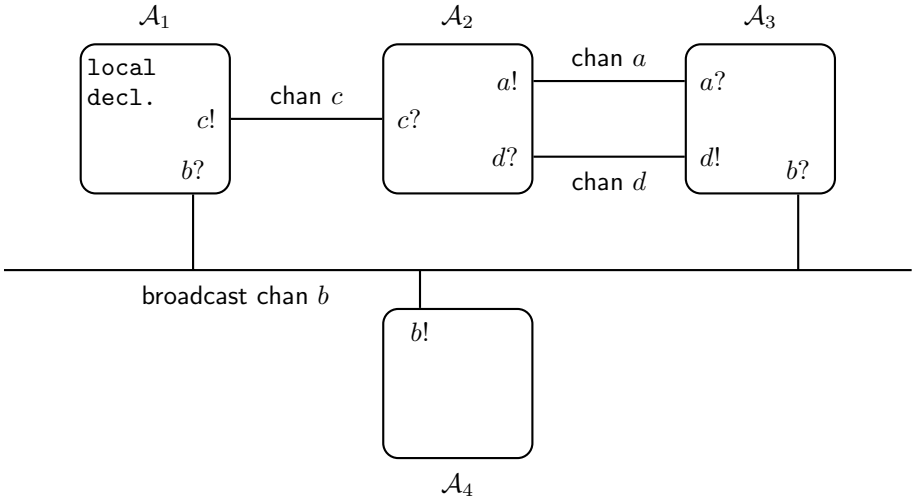 𝒜₁
𝒜₂
𝒜₃
local
decl.
c!
b?
chan c
c?
a!
d?
chan a
chan d
a?
d!
b?
broadcast chan b
b!
𝒜₄